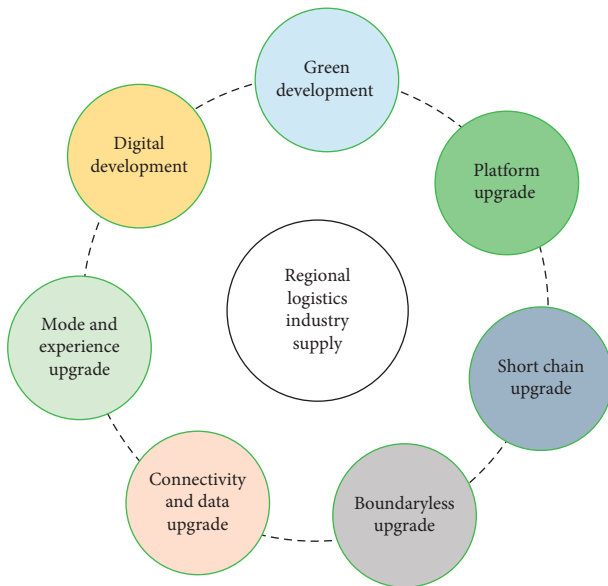 Green
development
Platform
upgrade
Short chain
upgrade
Boundaryless
upgrade
Connectivity
and data
upgrade
Mode and
experience
upgrade
Digital
development
Regional
logistics
industry
supply